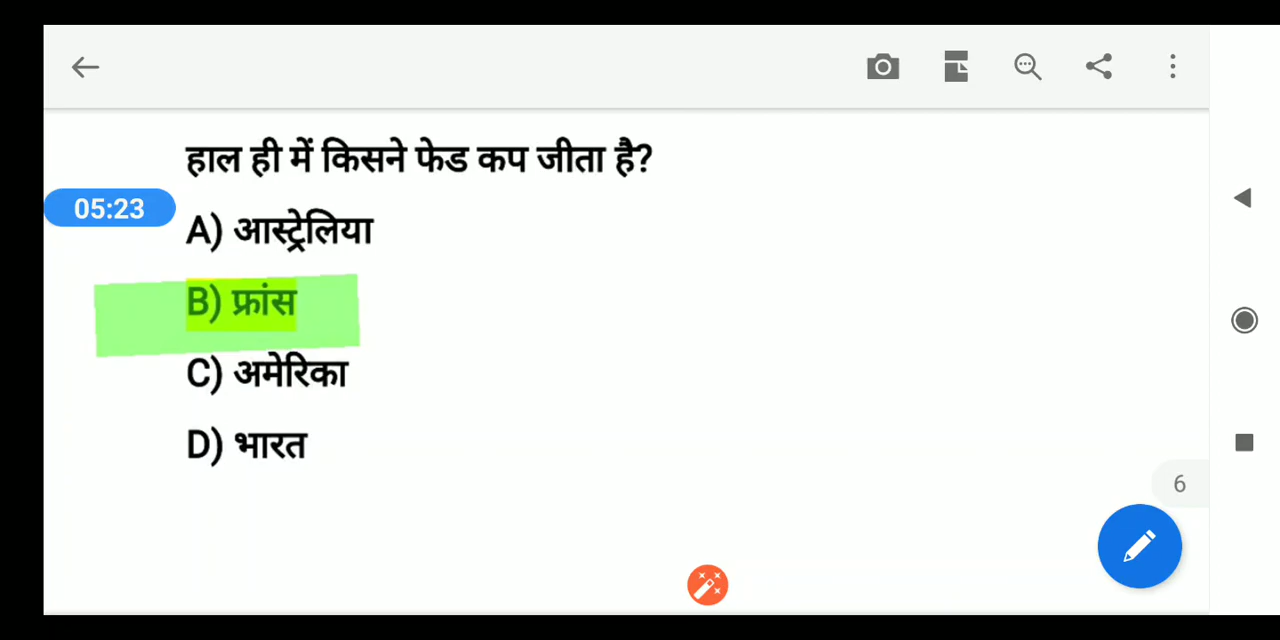 हाल ही में किसने फेड कप जीता है?
05:23
A) आस्ट्रेलिया
B) फ्रांस
C) अमेरिका
D) भारत
6